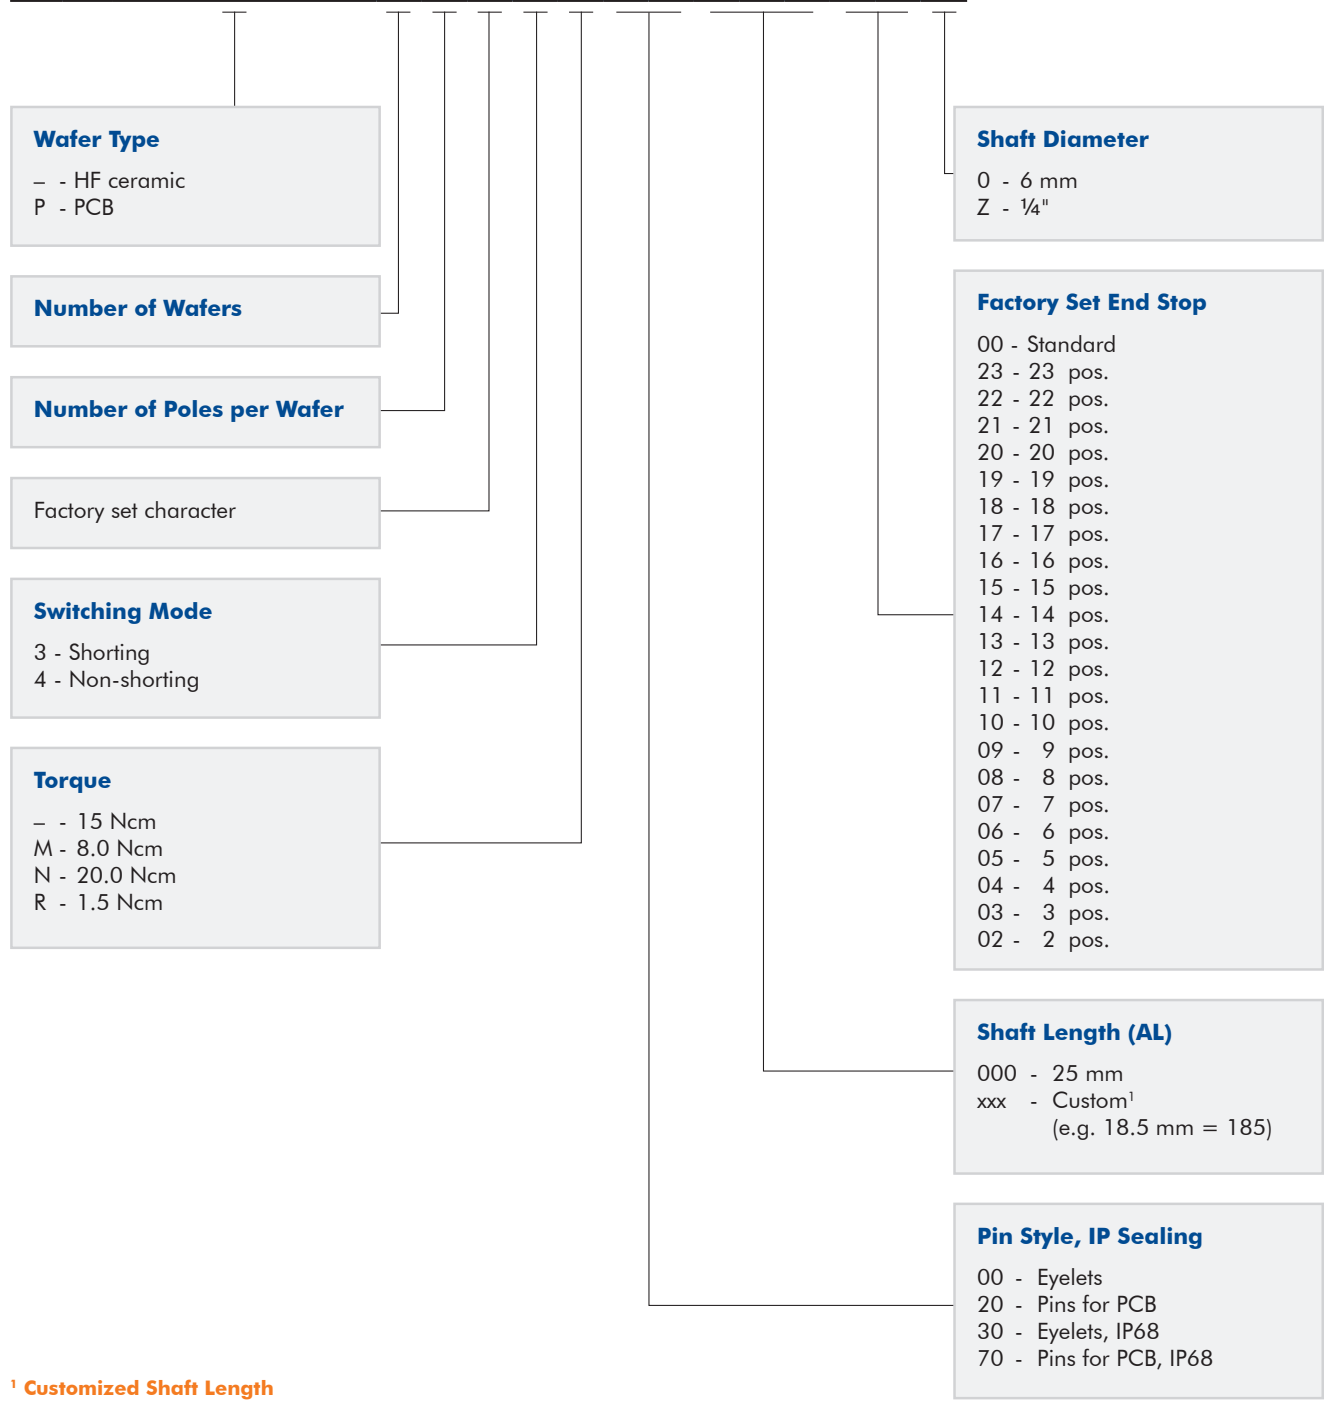 Wafer Type
– - HF ceramic
P - PCB
Number of Wafers
Number of Poles per Wafer
Factory set character
Switching Mode
3 - Shorting
4 - Non-shorting
Torque
– - 15 Ncm
M - 8.0 Ncm
N - 20.0 Ncm
R - 1.5 Ncm
Shaft Diameter
0 - 6 mm
Z - ¼"
Factory Set End Stop
00 - Standard
23 - 23 pos.
22 - 22 pos.
21 - 21 pos.
20 - 20 pos.
19 - 19 pos.
18 - 18 pos.
17 - 17 pos.
16 - 16 pos.
15 - 15 pos.
14 - 14 pos.
13 - 13 pos.
12 - 12 pos.
11 - 11 pos.
10 - 10 pos.
09 - 9 pos.
08 - 8 pos.
07 - 7 pos.
06 - 6 pos.
05 - 5 pos.
04 - 4 pos.
03 - 3 pos.
02 - 2 pos.
Shaft Length (AL)
000 - 25 mm
xxx - Custom¹
(e.g. 18.5 mm = 185)
Pin Style, IP Sealing
00 - Eyelets
20 - Pins for PCB
30 - Eyelets, IP68
70 - Pins for PCB, IP68
¹ Customized Shaft Length